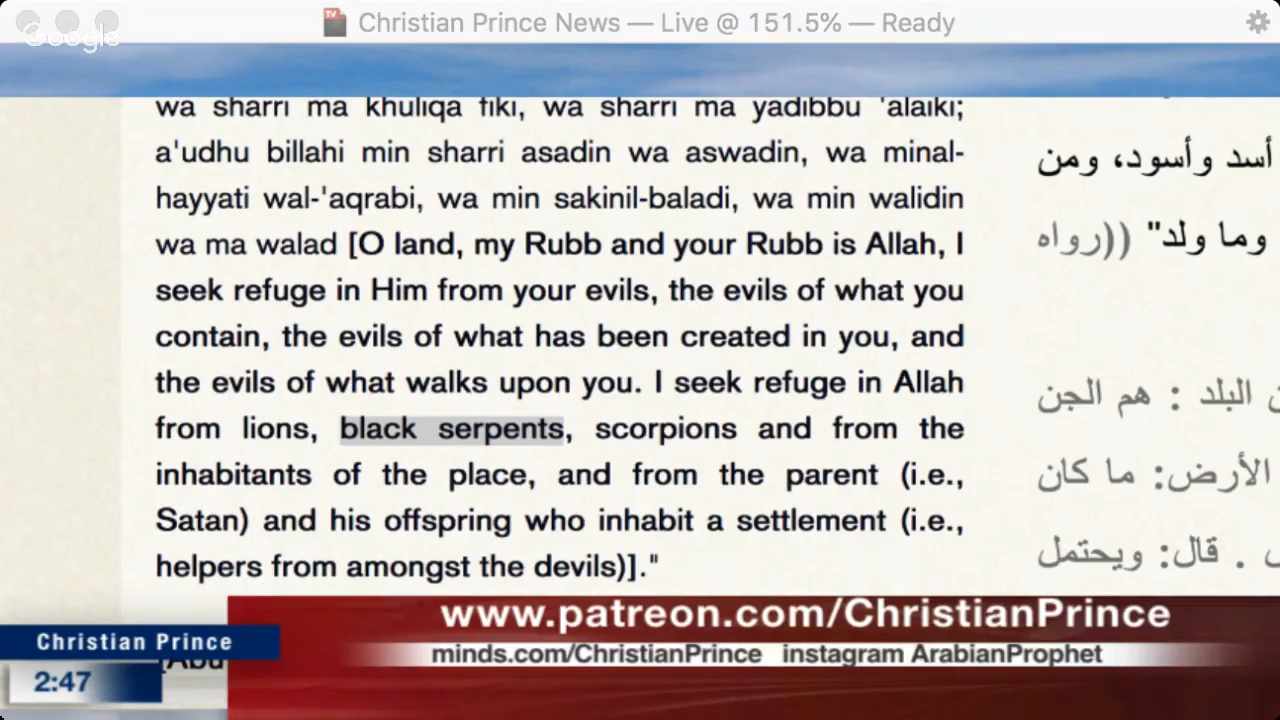 Christian Prince News — Live @ 151.5% — Ready
Google
wa sharri ma khuliqa fiki, wa sharri ma yadibbu 'alaiki;
a'udhu billahi min sharri asadin wa aswadin, wa minal-
hayyati wal-'aqrabi, wa min sakinil-baladi, wa min walidin
wa ma walad [O land, my Rubb and your Rubb is Allah, I
seek refuge in Him from your evils, the evils of what you
contain, the evils of what has been created in you, and
the evils of what walks upon you. I seek refuge in Allah
from lions, black serpents, scorpions and from the
inhabitants of the place, and from the parent (i.e.,
Satan) and his offspring who inhabit a settlement (i.e.,
helpers from amongst the devils)]."
[Abu
أسد وأسود، ومن
وما ولد" ((رواه
البلد : هم الجن
الأرض: ما كان
. قال: ويحتمل
www.patreon.com/ChristianPrince
minds.com/ChristianPrince instagram ArabianProphet
Christian Prince
2:47